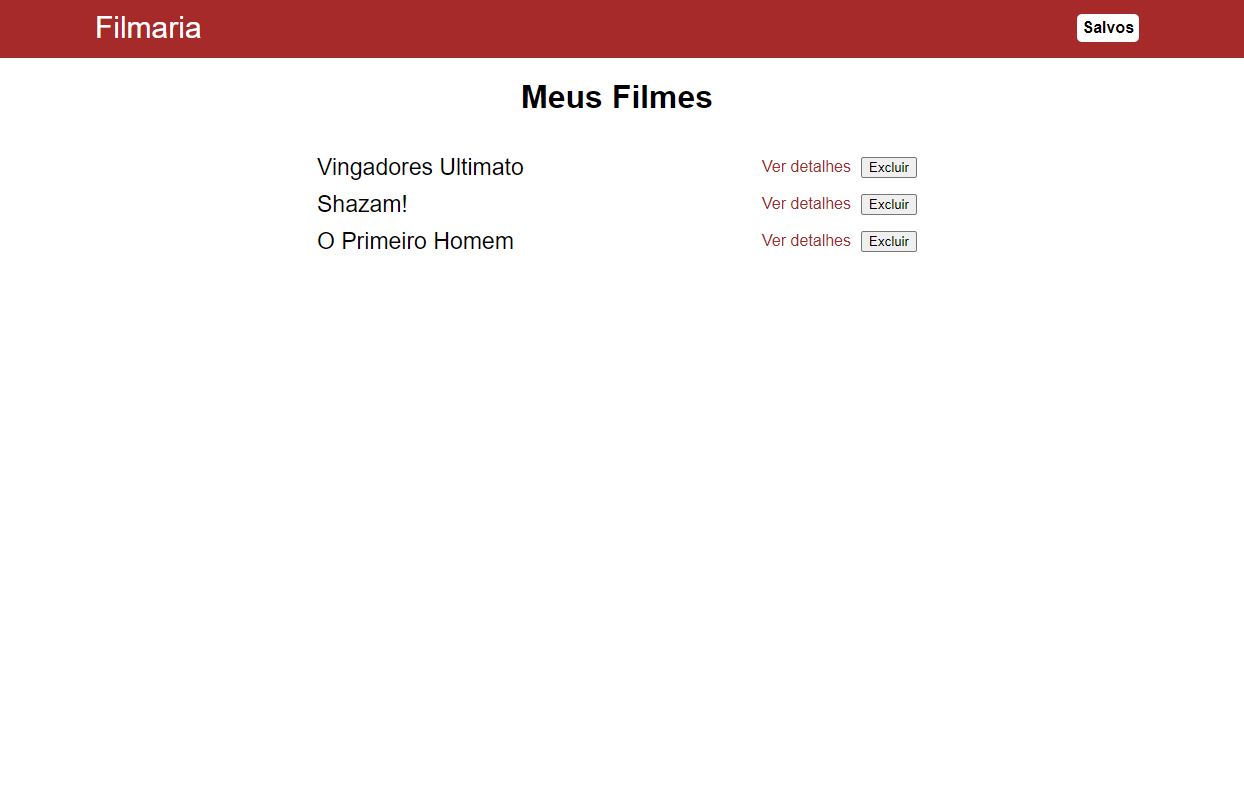 Filmaria Salvos
Meus Filmes
Vingadores Ultimato Ver detalhes Excluir
Shazam! Ver detalhes Excluir
O Primeiro Homem Ver detalhes Excluir